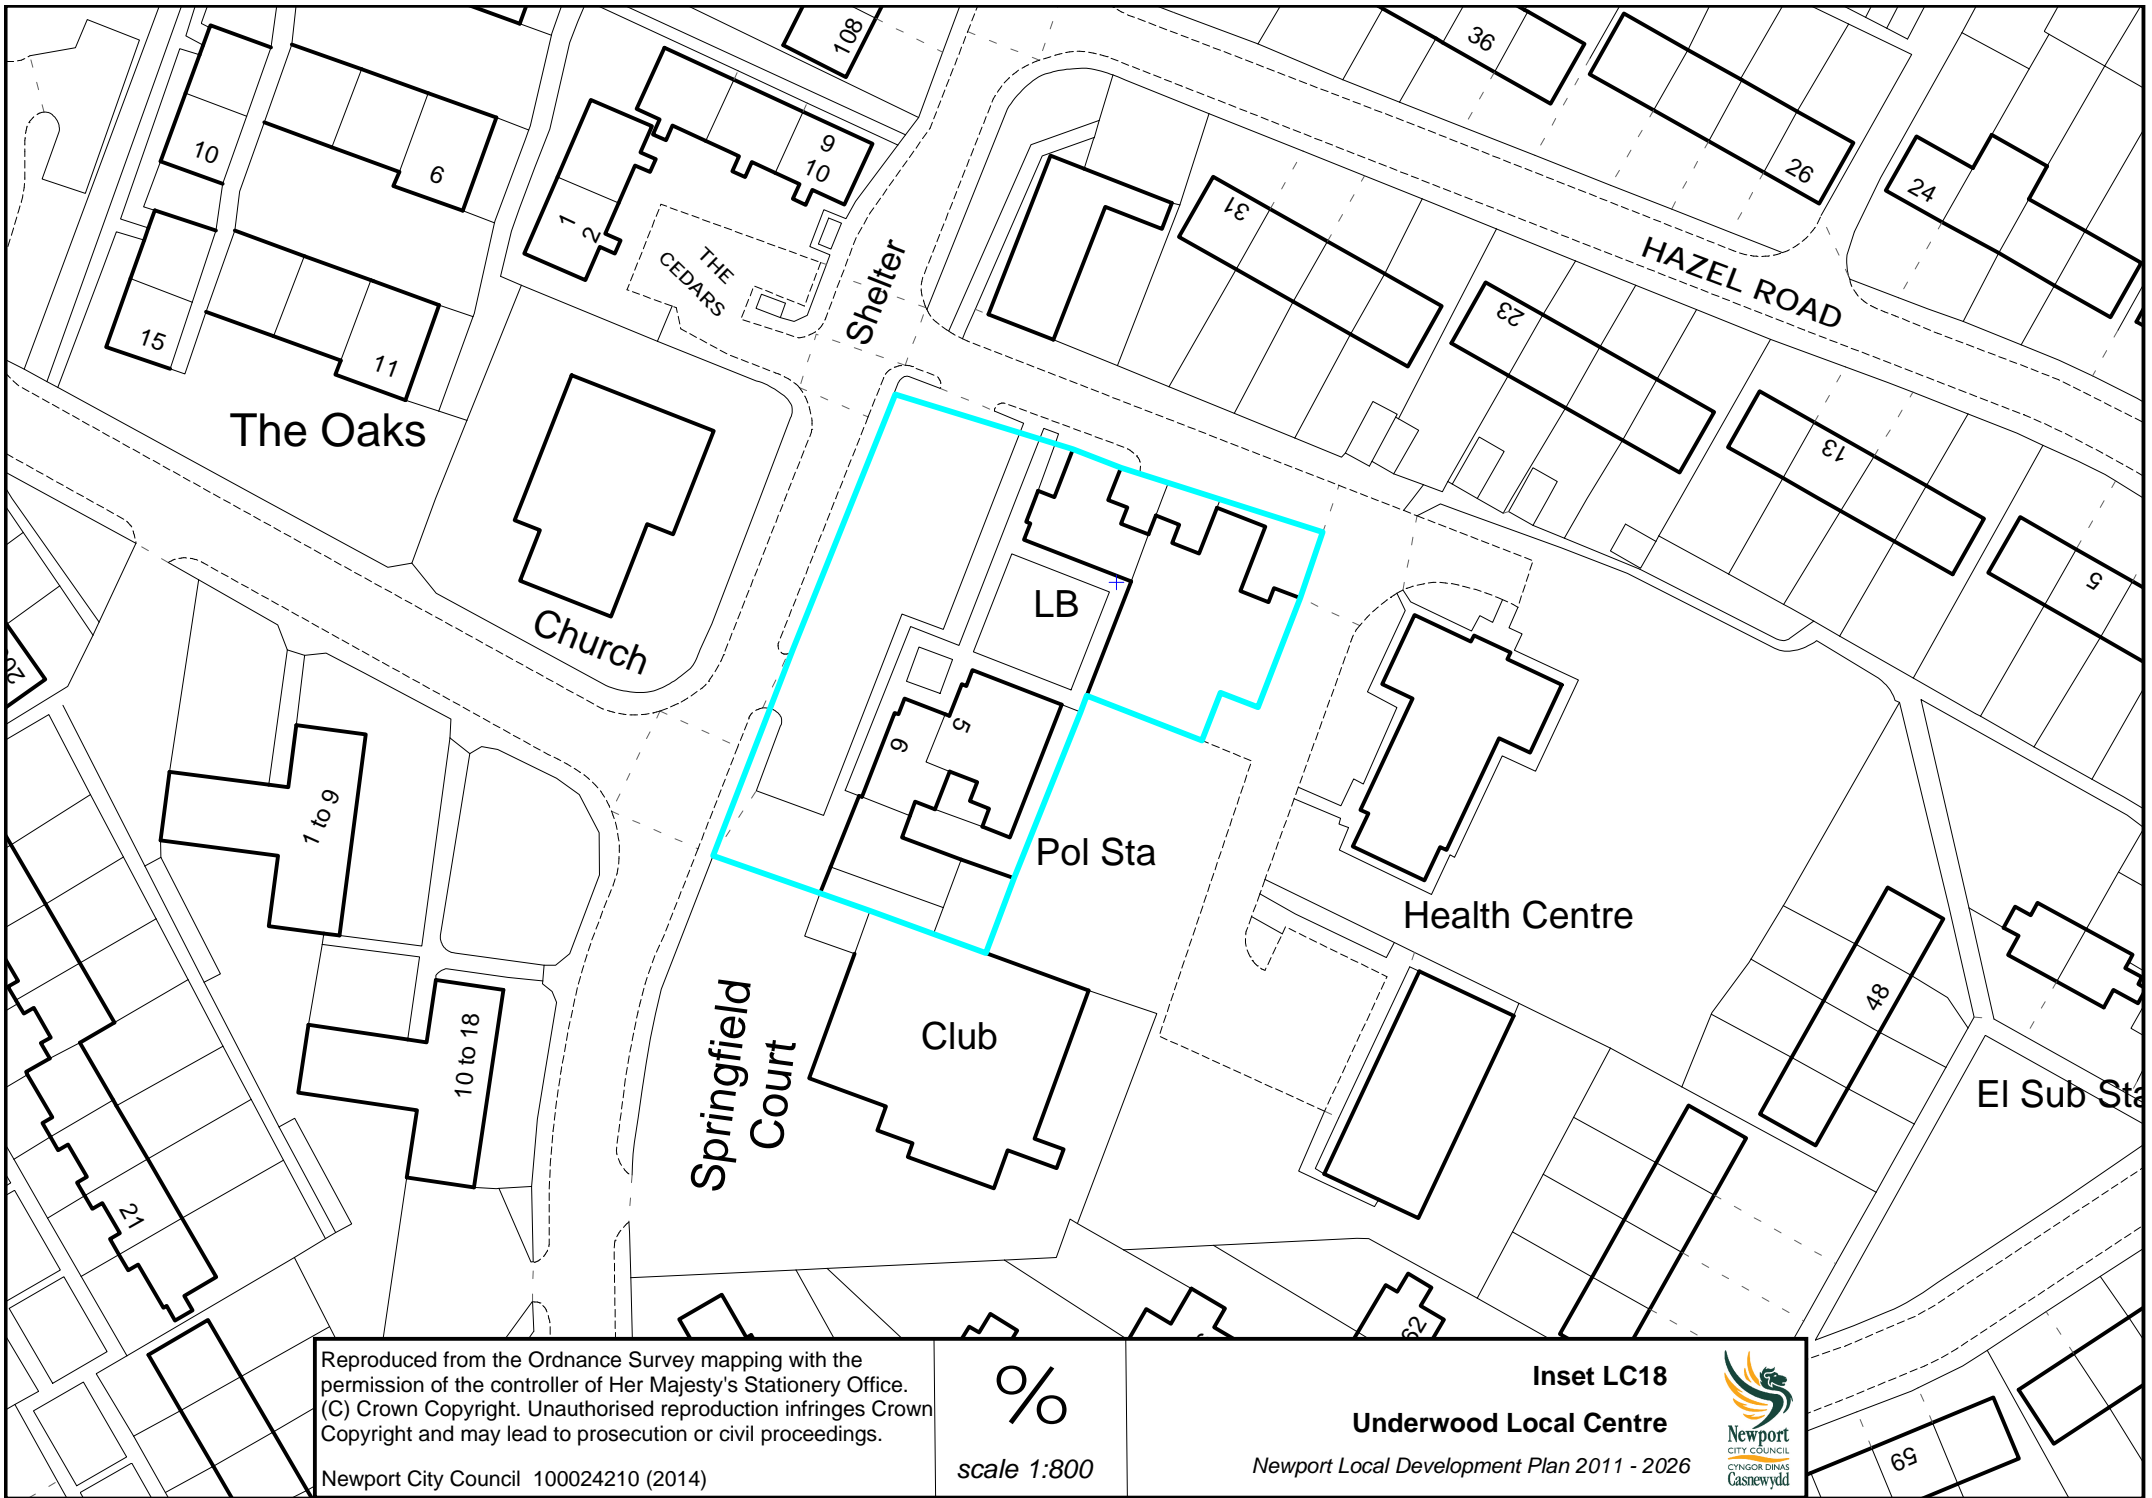 108
36
26
24
10
6
9
10
1
2
THE
CEDARS
Shelter
31
HAZEL ROAD
23
15
11
The Oaks
13
5
LB
Church
5
6
1 to 9
Pol Sta
Health Centre
48
10 to 18
Springfield
Court
Club
El Sub Sta
21
62
59
Reproduced from the Ordnance Survey mapping with the
permission of the controller of Her Majesty's Stationery Office.
(C) Crown Copyright. Unauthorised reproduction infringes Crown
Copyright and may lead to prosecution or civil proceedings.
Newport City Council 100024210 (2014)
%
scale 1:800
Inset LC18
Underwood Local Centre
Newport Local Development Plan 2011 - 2026
Newport
CITY COUNCIL
CYNGOR DINAS
Casnewydd